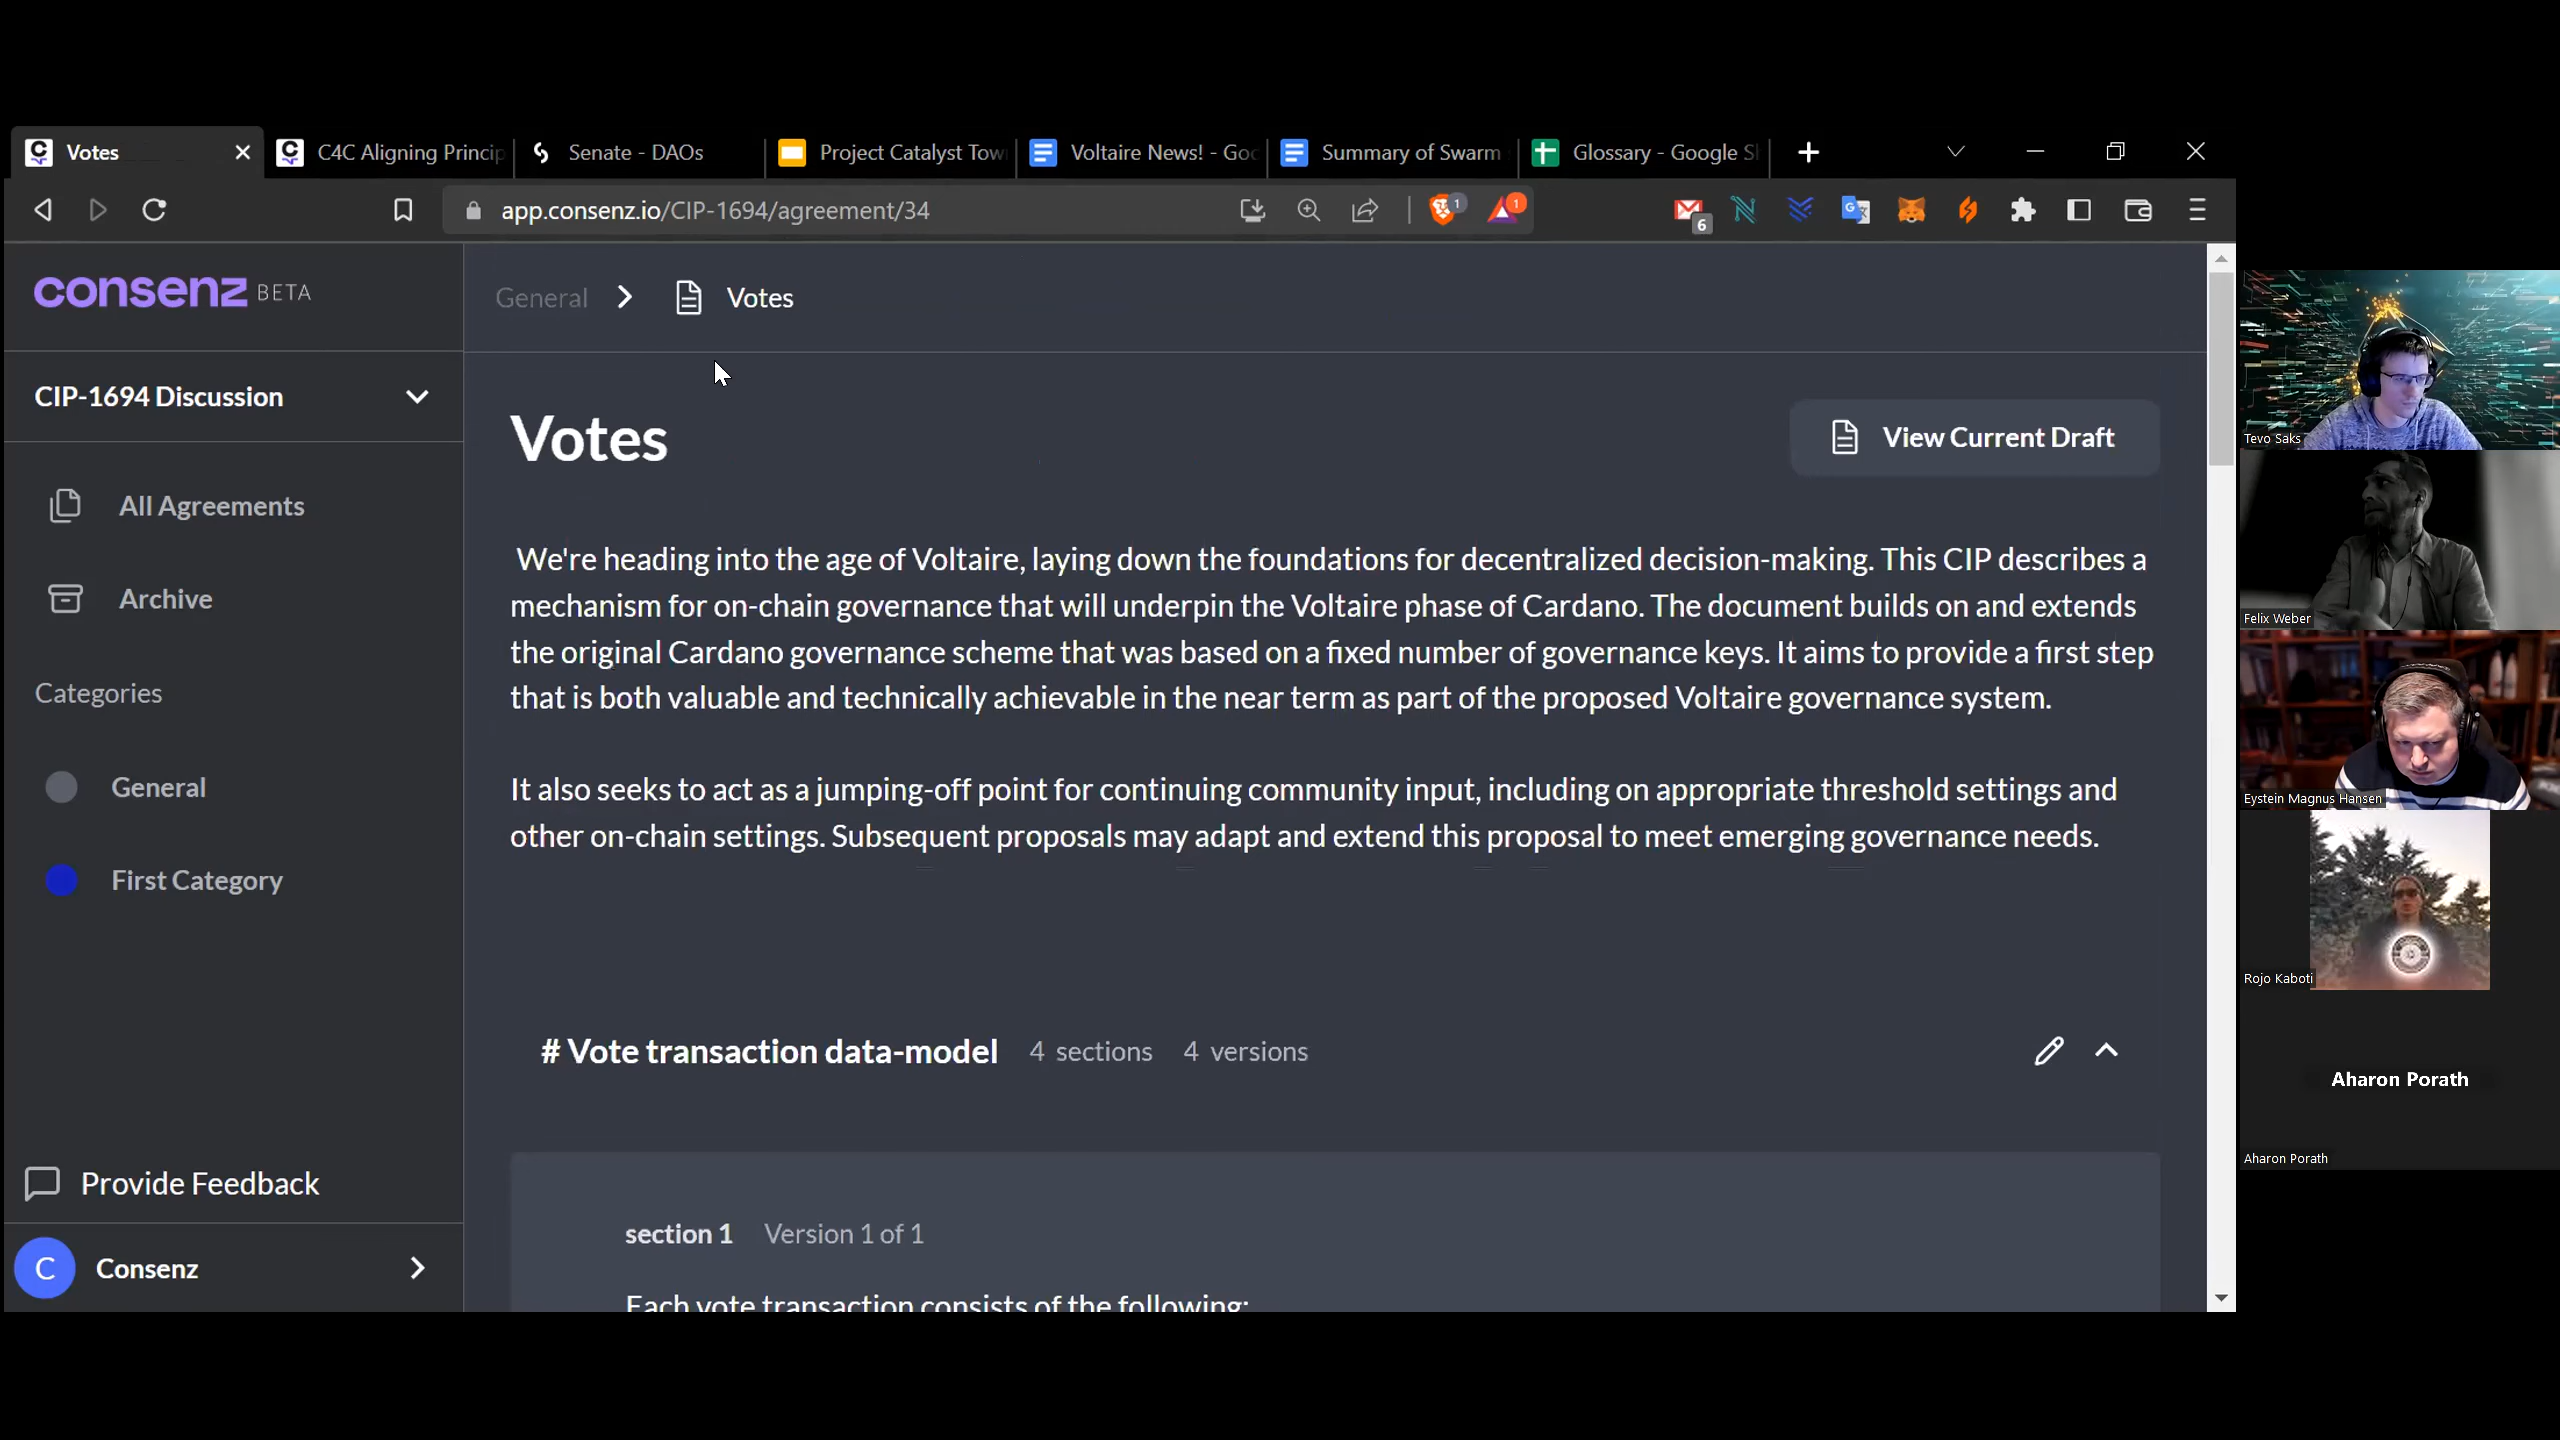 Votes
C4C Aligning Princip
Senate - DAOs
Project Catalyst Tow
Voltaire News! - Goo
Summary of Swarm
Glossary - Google Sh
app.consenz.io/CIP-1694/agreement/34
1
1
6
consenz BETA
General
Votes
CIP-1694 Discussion
All Agreements
Archive
Categories
General
First Category
Provide Feedback
C
Consenz
Votes
View Current Draft
We're heading into the age of Voltaire, laying down the foundations for decentralized decision-making. This CIP describes a
mechanism for on-chain governance that will underpin the Voltaire phase of Cardano. The document builds on and extends
the original Cardano governance scheme that was based on a fixed number of governance keys. It aims to provide a first step
that is both valuable and technically achievable in the near term as part of the proposed Voltaire governance system.
It also seeks to act as a jumping-off point for continuing community input, including on appropriate threshold settings and
other on-chain settings. Subsequent proposals may adapt and extend this proposal to meet emerging governance needs.
# Vote transaction data-model 4 sections 4 versions
section 1 Version 1 of 1
Each vote transaction consists of the following:
Tevo Saks
Felix Weber
Eystein Magnus Hansen
Rojo Kaboti
Aharon Porath
Aharon Porath